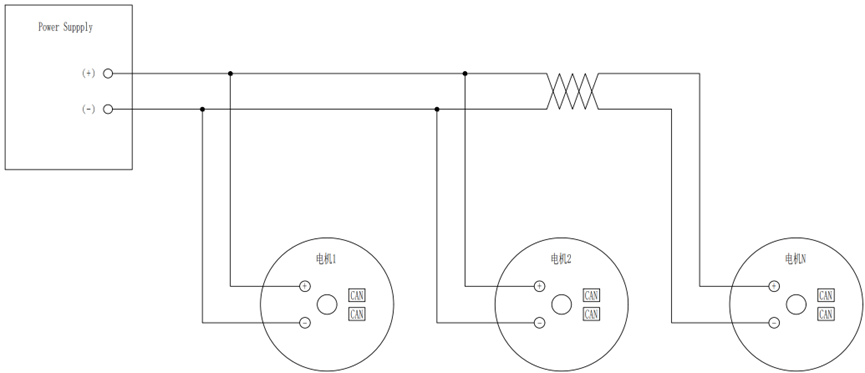 Power Suppply
(+)
(-)
电机1
电机2
电机N
+
CAN
+
CAN
+
CAN
-
CAN
-
CAN
-
CAN